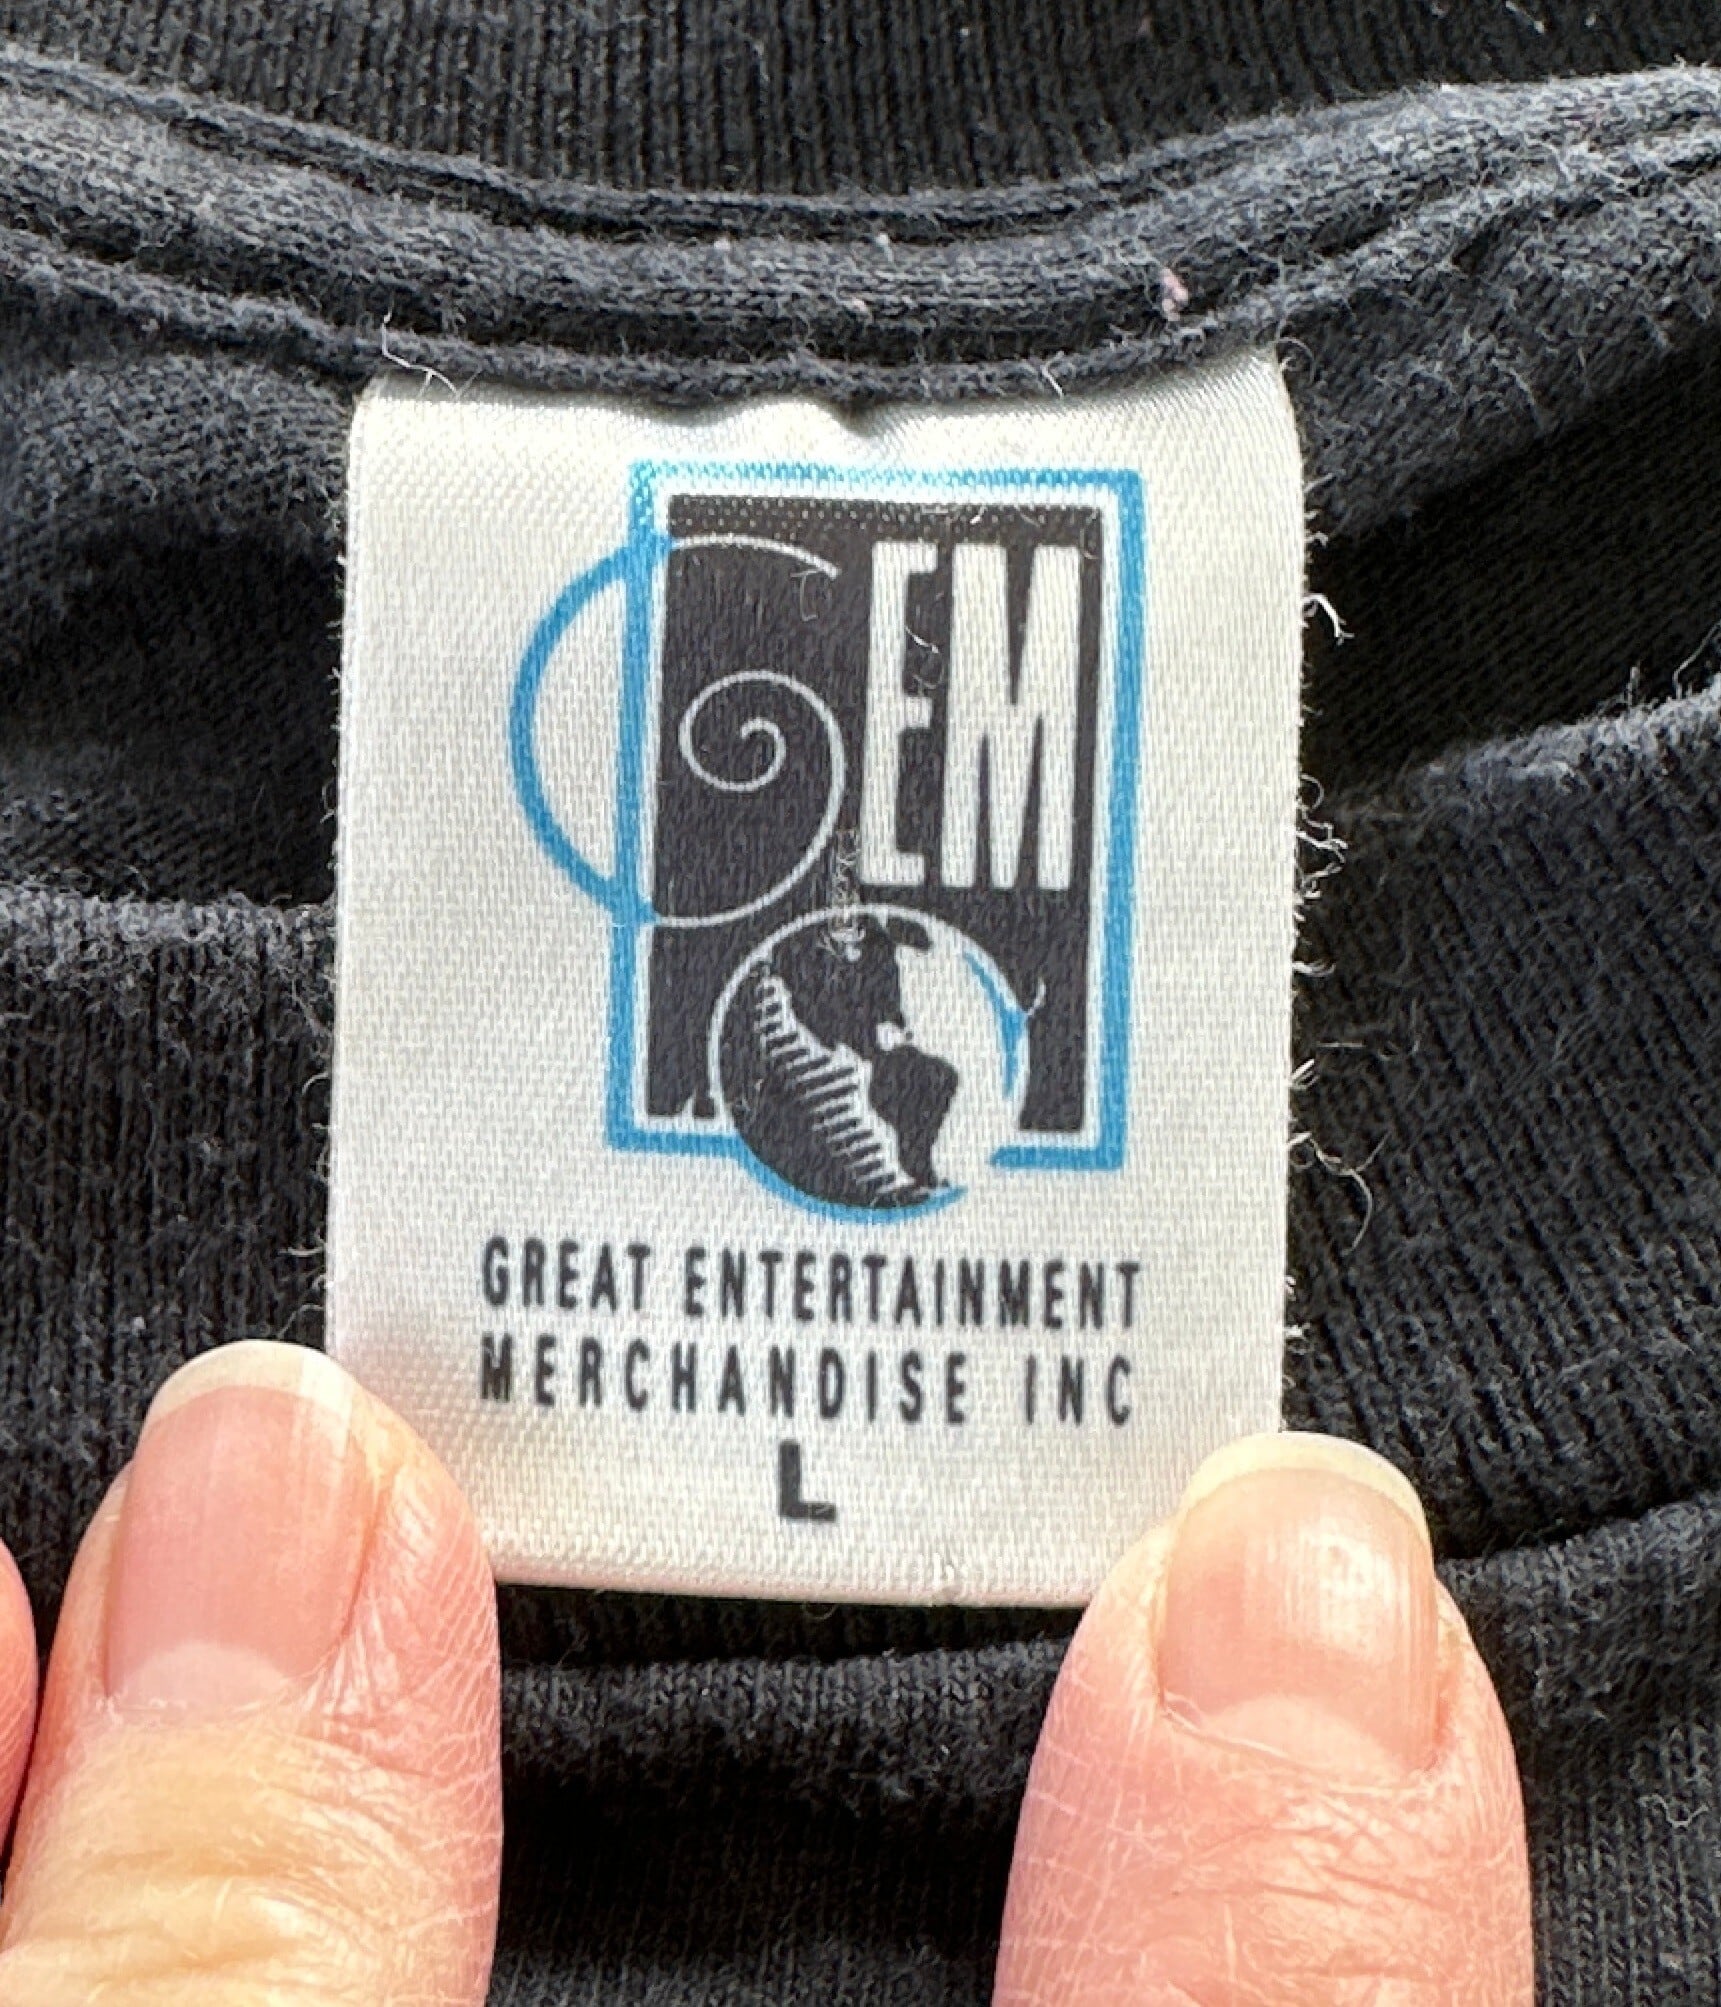 GEM
GREAT ENTERTAINMENT
MERCHANDISE INC
L